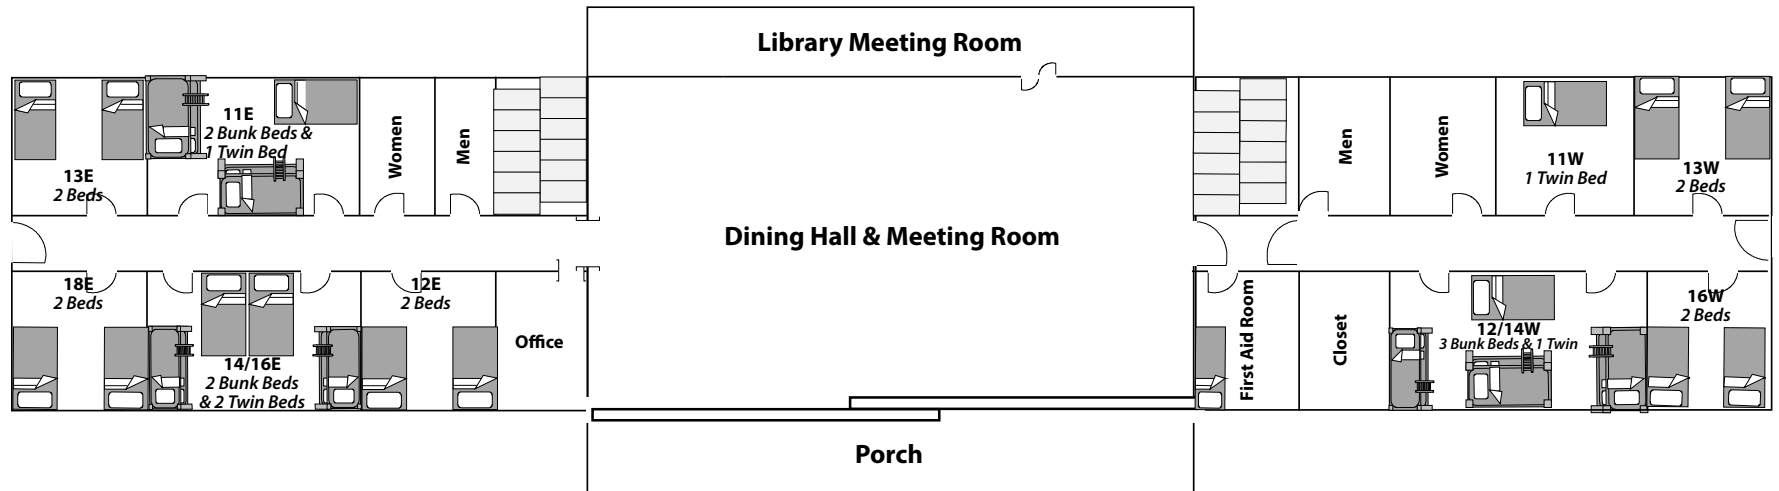 Library Meeting Room
11E
2 Bunk Beds &
1 Twin Bed
13E
2 Beds
Women
Men
Men
Women
11W
1 Twin Bed
13W
2 Beds
Dining Hall & Meeting Room
18E
2 Beds
14/16E
2 Bunk Beds
& 2 Twin Beds
12E
2 Beds
Office
First Aid Room
Closet
12/14W
3 Bunk Beds & 1 Twin
16W
2 Beds
Porch